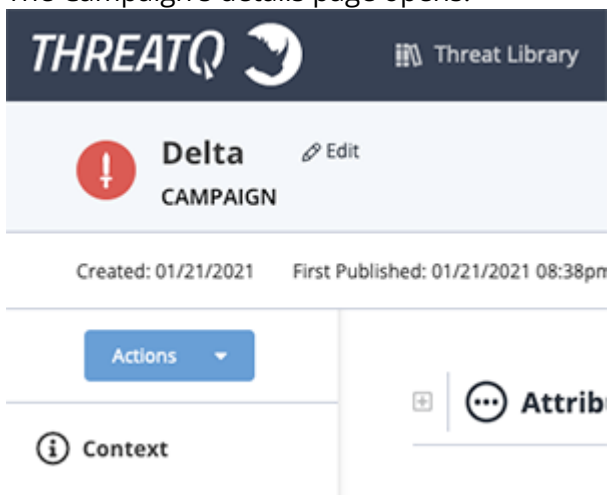 The Campaign's details page opens.
THREATQ
Threat Library
Delta
Edit
CAMPAIGN
Created: 01/21/2021
First Published: 01/21/2021 08:38pm
Actions
Context